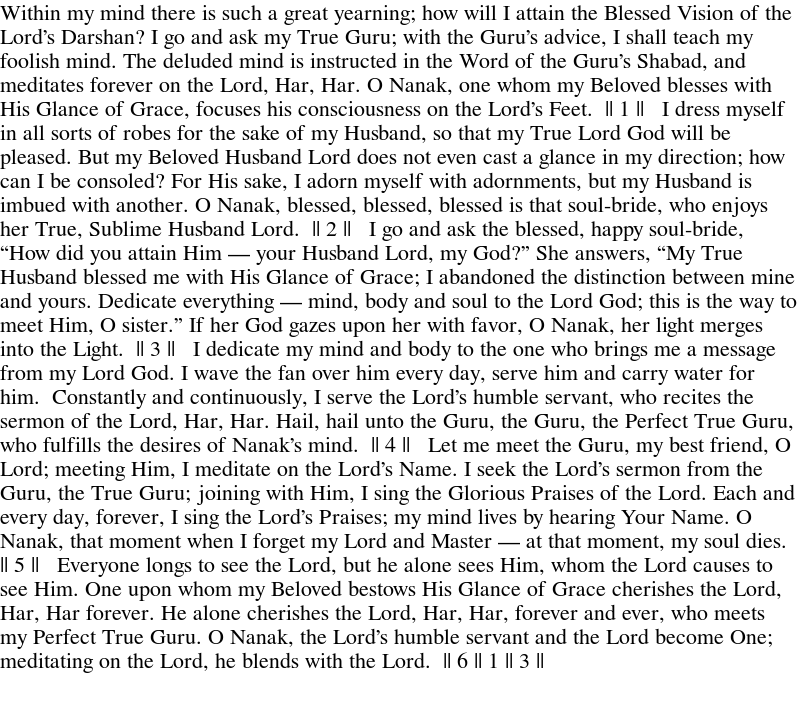 Within my mind there is such a great yearning; how will I attain the Blessed Vision of the
Lord’s Darshan? I go and ask my True Guru; with the Guru’s advice, I shall teach my
foolish mind. The deluded mind is instructed in the Word of the Guru’s Shabad, and
meditates forever on the Lord, Har, Har. O Nanak, one whom my Beloved blesses with
His Glance of Grace, focuses his consciousness on the Lord’s Feet.  || 1 ||   I dress myself
in all sorts of robes for the sake of my Husband, so that my True Lord God will be
pleased. But my Beloved Husband Lord does not even cast a glance in my direction; how
can I be consoled? For His sake, I adorn myself with adornments, but my Husband is
imbued with another. O Nanak, blessed, blessed, blessed is that soul-bride, who enjoys
her True, Sublime Husband Lord.  || 2 ||   I go and ask the blessed, happy soul-bride,
“How did you attain Him — your Husband Lord, my God?” She answers, “My True
Husband blessed me with His Glance of Grace; I abandoned the distinction between mine
and yours. Dedicate everything — mind, body and soul to the Lord God; this is the way to
meet Him, O sister.” If her God gazes upon her with favor, O Nanak, her light merges
into the Light.  || 3 ||   I dedicate my mind and body to the one who brings me a message
from my Lord God. I wave the fan over him every day, serve him and carry water for
him.  Constantly and continuously, I serve the Lord’s humble servant, who recites the
sermon of the Lord, Har, Har. Hail, hail unto the Guru, the Guru, the Perfect True Guru,
who fulfills the desires of Nanak’s mind.  || 4 ||   Let me meet the Guru, my best friend, O
Lord; meeting Him, I meditate on the Lord’s Name. I seek the Lord’s sermon from the
Guru, the True Guru; joining with Him, I sing the Glorious Praises of the Lord. Each and
every day, forever, I sing the Lord’s Praises; my mind lives by hearing Your Name. O
Nanak, that moment when I forget my Lord and Master — at that moment, my soul dies.
|| 5 ||   Everyone longs to see the Lord, but he alone sees Him, whom the Lord causes to
see Him. One upon whom my Beloved bestows His Glance of Grace cherishes the Lord,
Har, Har forever. He alone cherishes the Lord, Har, Har, forever and ever, who meets
my Perfect True Guru. O Nanak, the Lord’s humble servant and the Lord become One;
meditating on the Lord, he blends with the Lord.  || 6 || 1 || 3 ||